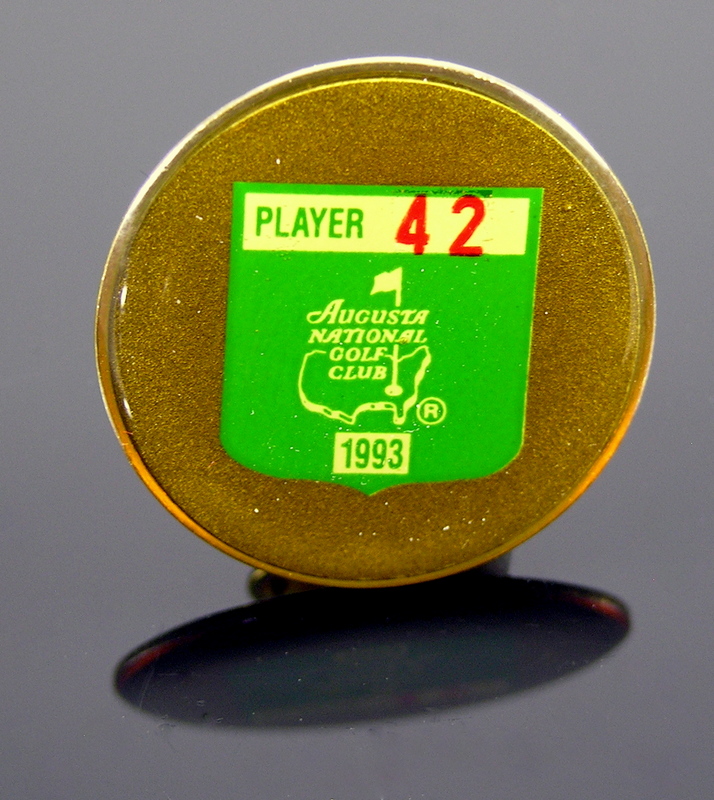 PLAYER 42
AUGUSTA
NATIONAL
GOLF
CLUB
®
1993